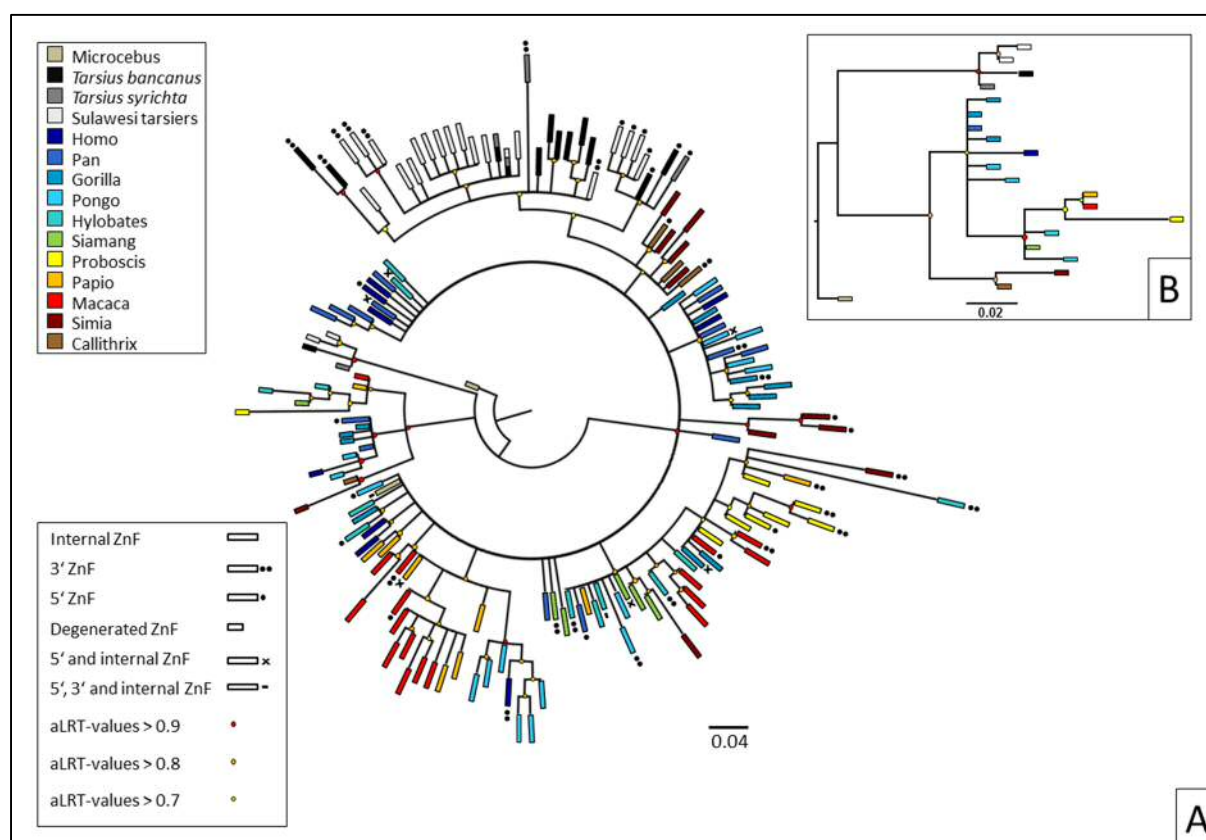 Microcebus
Tarsius bancanus
Tarsius syrichta
Sulawesi tarsiers
Homo
Pan
Gorilla
Pongo
Hylobates
Siamang
Proboscis
Papio
Macaca
Simia
Callithrix
B
0.02
Internal ZnF
3‘ ZnF
5‘ ZnF
Degenerated ZnF
5‘ and internal ZnF
5‘, 3‘ and internal ZnF
aLRT-values > 0.9
aLRT-values > 0.8
aLRT-values > 0.7
0.04
A